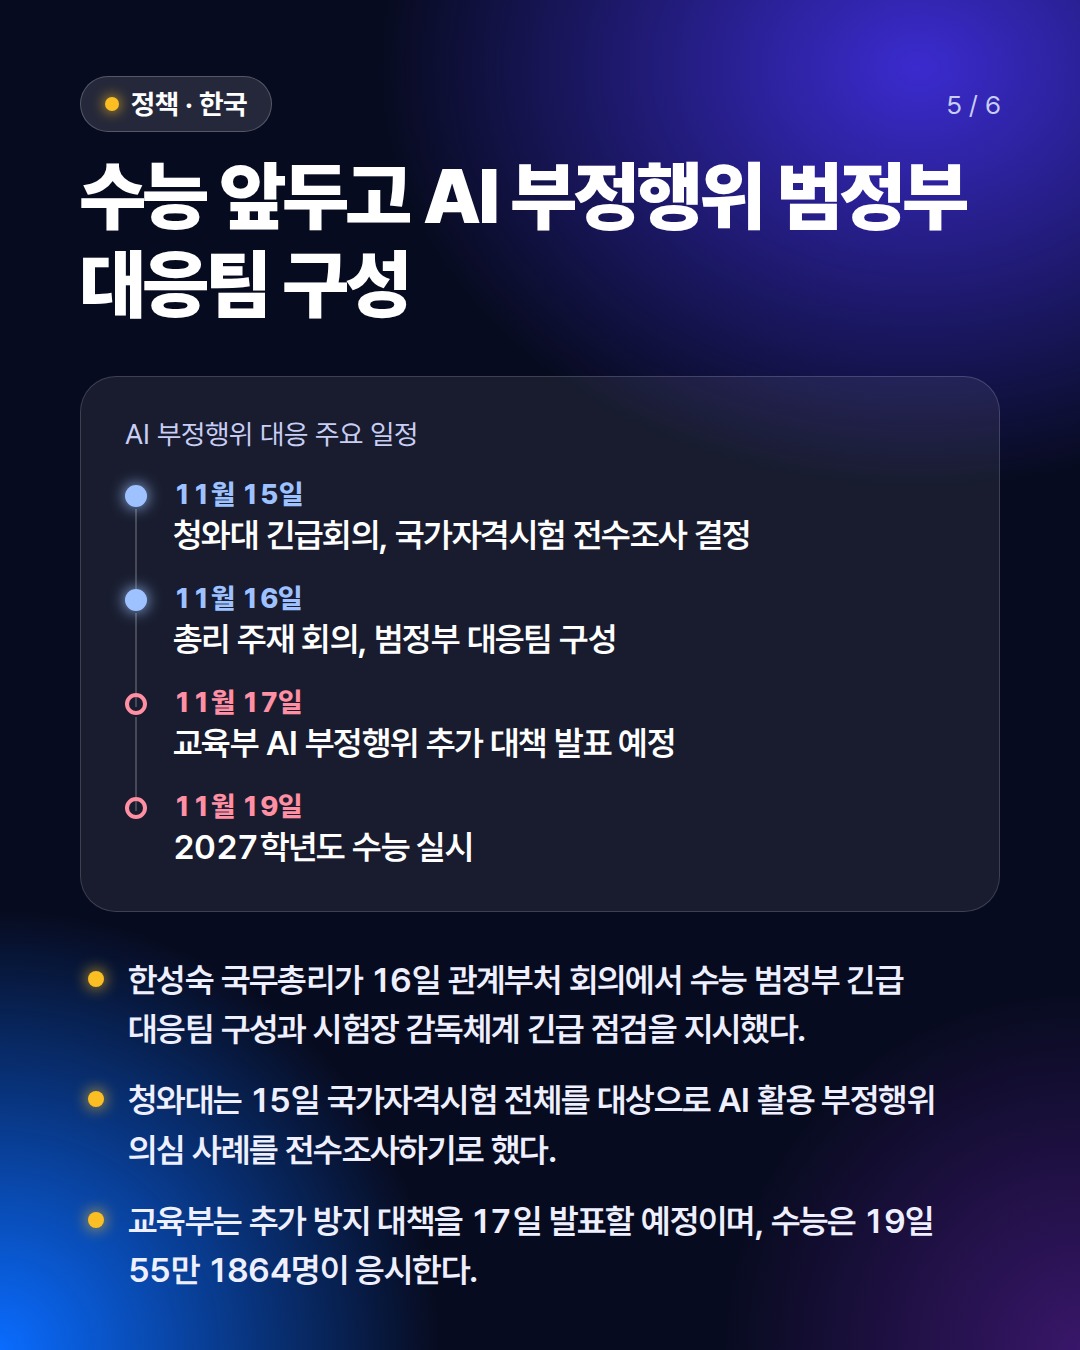 정책 · 한국
5 / 6
수능 앞두고 AI 부정행위 범정부
대응팀 구성
AI 부정행위 대응 주요 일정
11월 15일
청와대 긴급회의, 국가자격시험 전수조사 결정
11월 16일
총리 주재 회의, 범정부 대응팀 구성
11월 17일
교육부 AI 부정행위 추가 대책 발표 예정
11월 19일
2027학년도 수능 실시
한성숙 국무총리가 16일 관계부처 회의에서 수능 범정부 긴급
대응팀 구성과 시험장 감독체계 긴급 점검을 지시했다.
청와대는 15일 국가자격시험 전체를 대상으로 AI 활용 부정행위
의심 사례를 전수조사하기로 했다.
교육부는 추가 방지 대책을 17일 발표할 예정이며, 수능은 19일
55만 1864명이 응시한다.